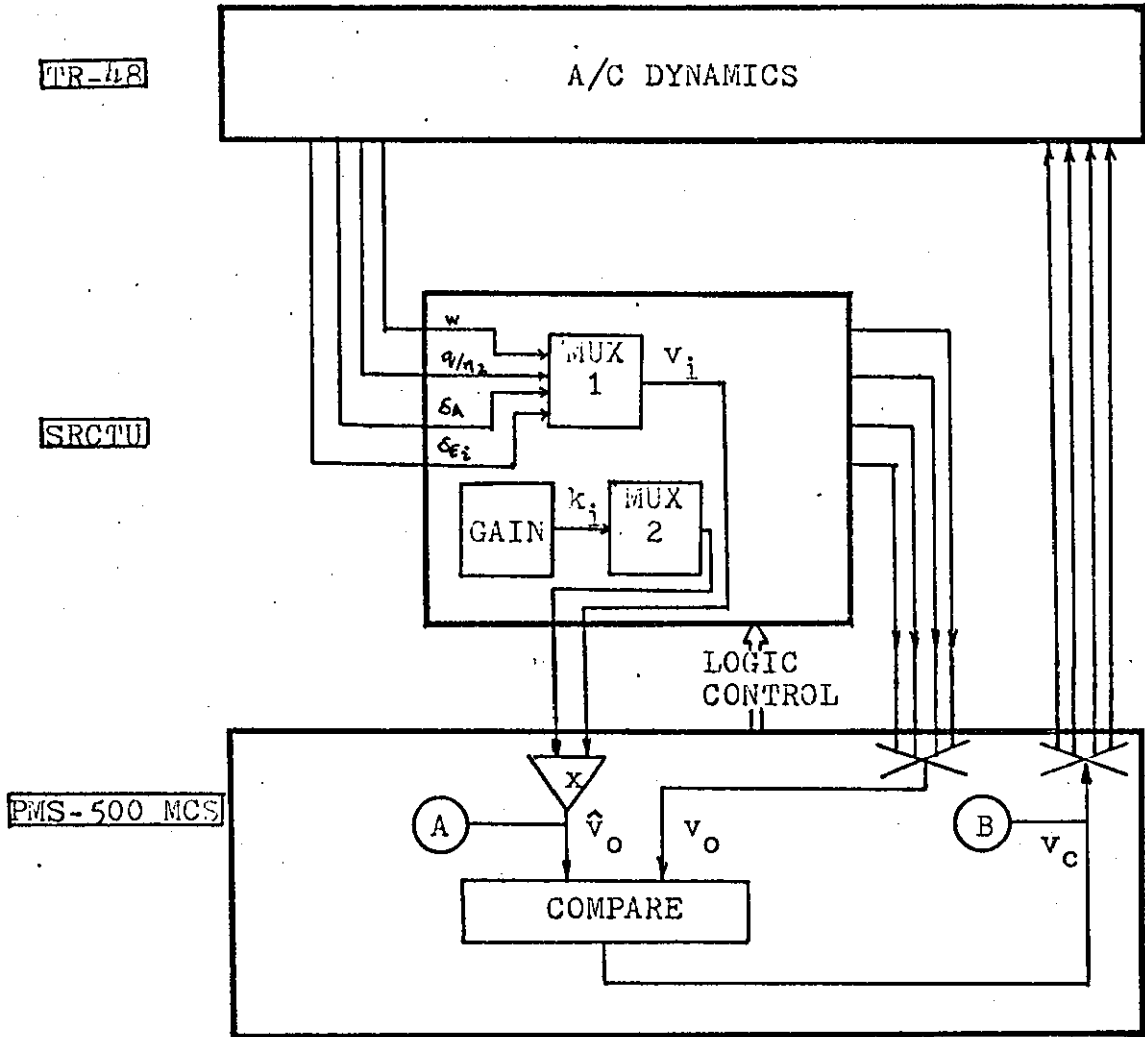 TR-48
A/C DYNAMICS
w
q/n₂
δA
δEi
MUX
1
vi
SRCTU
GAIN
ki
MUX
2
LOGIC
CONTROL
PMS-500 MCS
x
A
v̂o
vo
B
vc
COMPARE